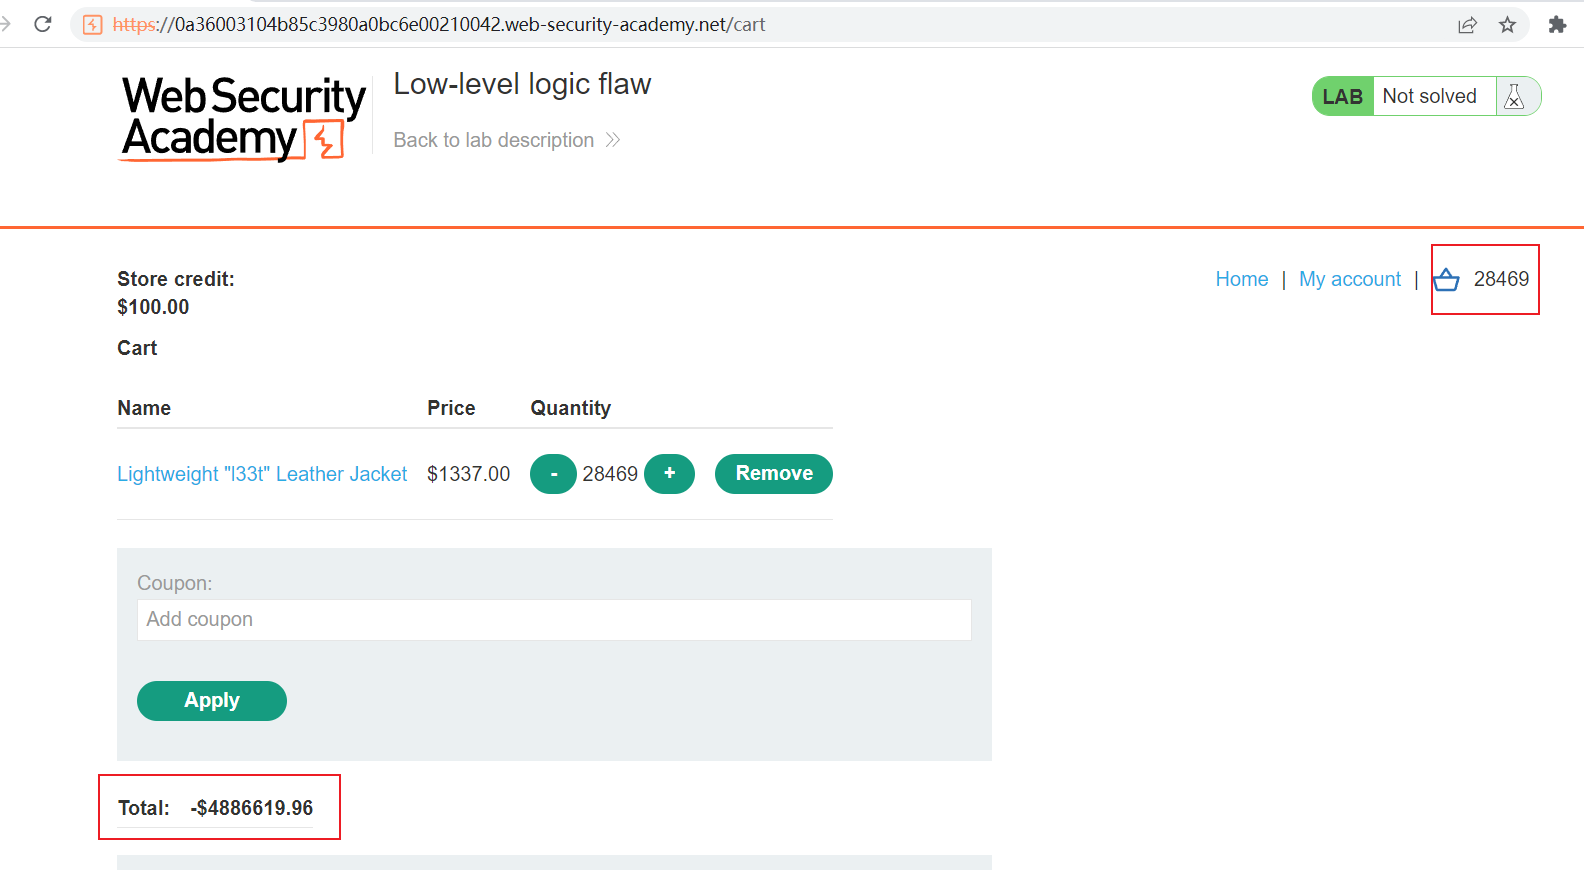 https://0a36003104b85c3980a0bc6e00210042.web-security-academy.net/cart
Web Security
Academy
Low-level logic flaw
Back to lab description >>
LAB Not solved
Store credit:
$100.00
Home | My account | 28469
Cart
Name Price Quantity
Lightweight "l33t" Leather Jacket $1337.00 - 28469 + Remove
Coupon:
Add coupon
Apply
Total: -$4886619.96